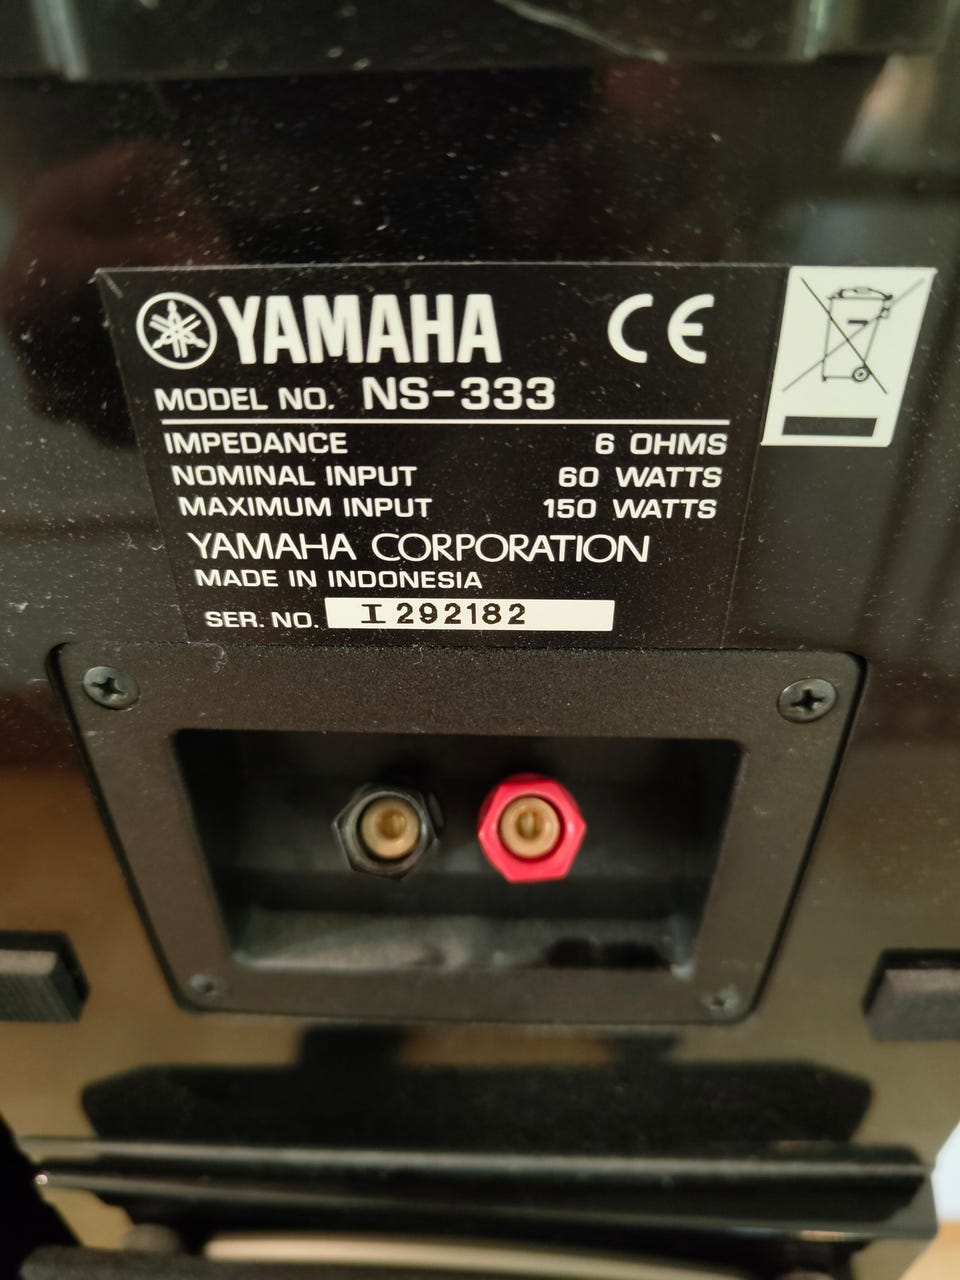 YAMAHA CE
MODEL NO. NS-333
IMPEDANCE 6 OHMS
NOMINAL INPUT 60 WATTS
MAXIMUM INPUT 150 WATTS
YAMAHA CORPORATION
MADE IN INDONESIA
SER. NO. I 292182